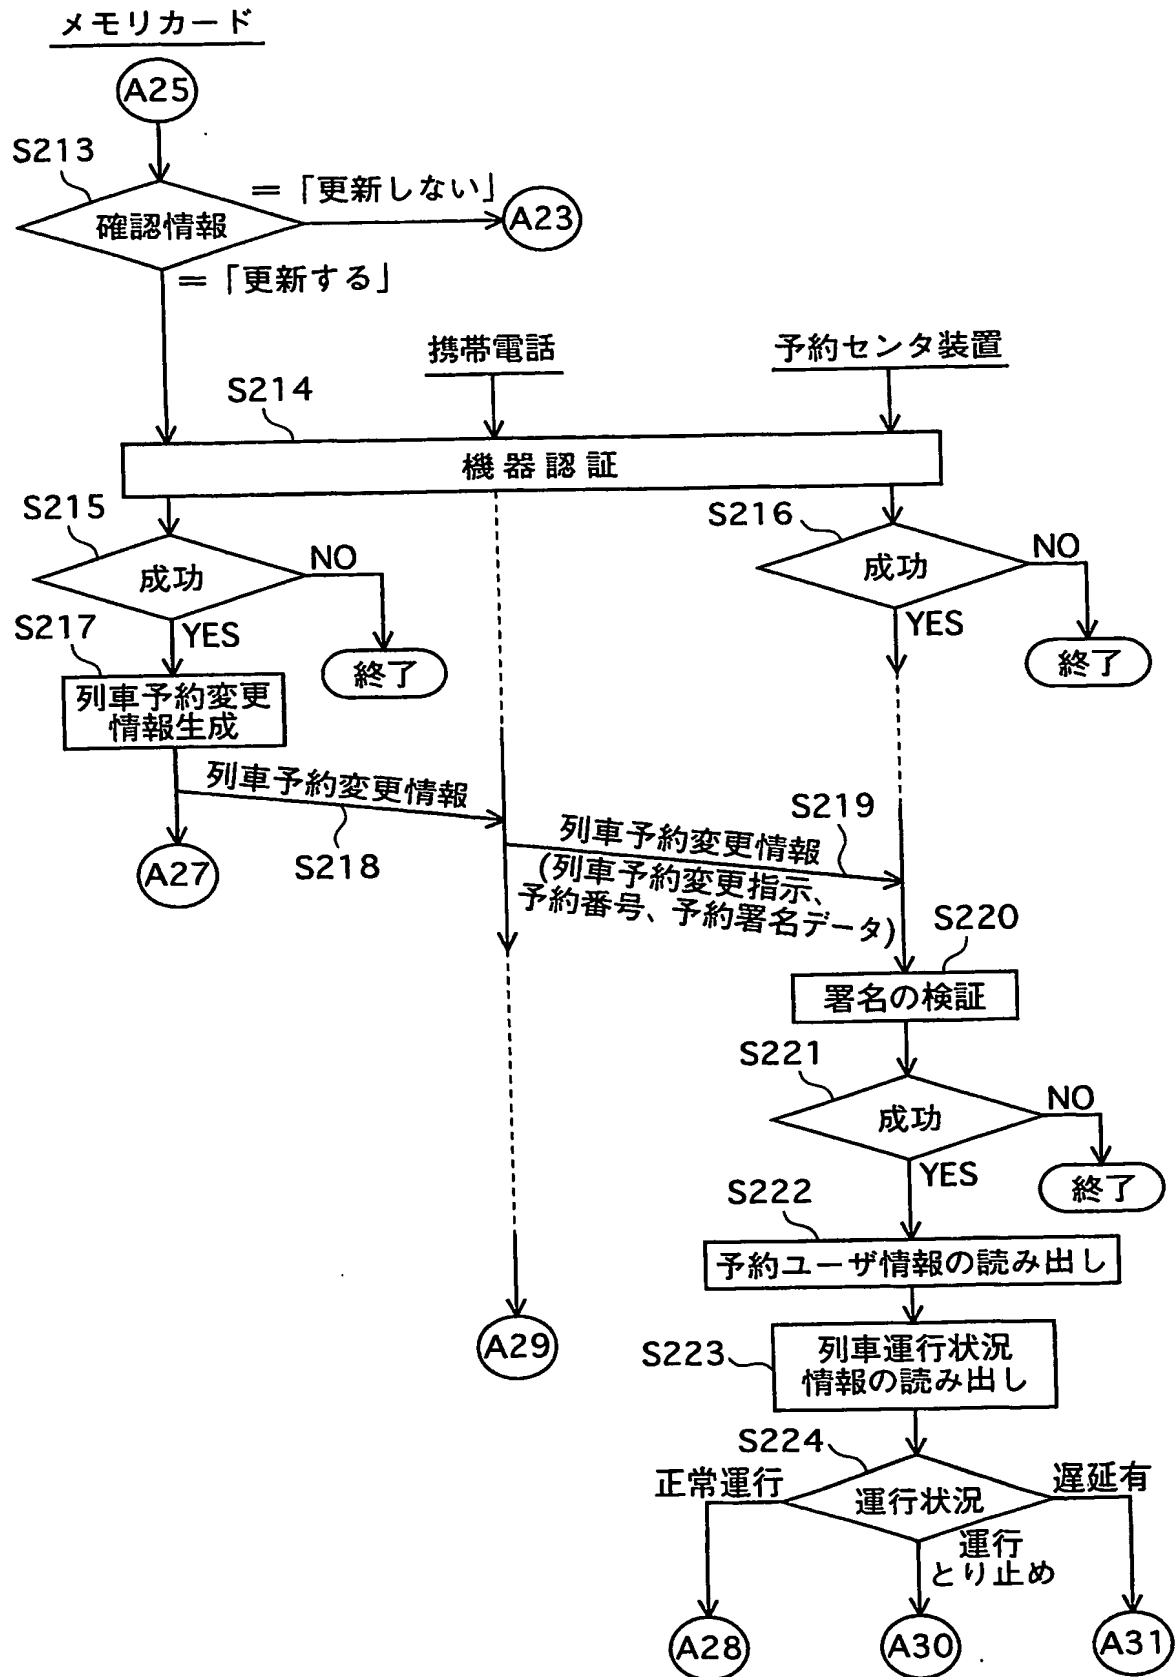 メモリカード
A25
S213
=「更新しない」
確認情報
A23
=「更新する」
携帯電話
予約センタ装置
S214
機器認証
S215
S216
成功
NO
成功
NO
S217
YES
YES
終了
終了
列車予約変更
情報生成
列車予約変更情報
S218
S219
列車予約変更情報
(列車予約変更指示、
予約番号、予約署名データ)
A27
S220
署名の検証
S221
成功
NO
YES
終了
S222
予約ユーザ情報の読み出し
A29
S223
列車運行状況
情報の読み出し
S224
正常運行
運行状況
遅延有
運行
とり止め
A28
A30
A31